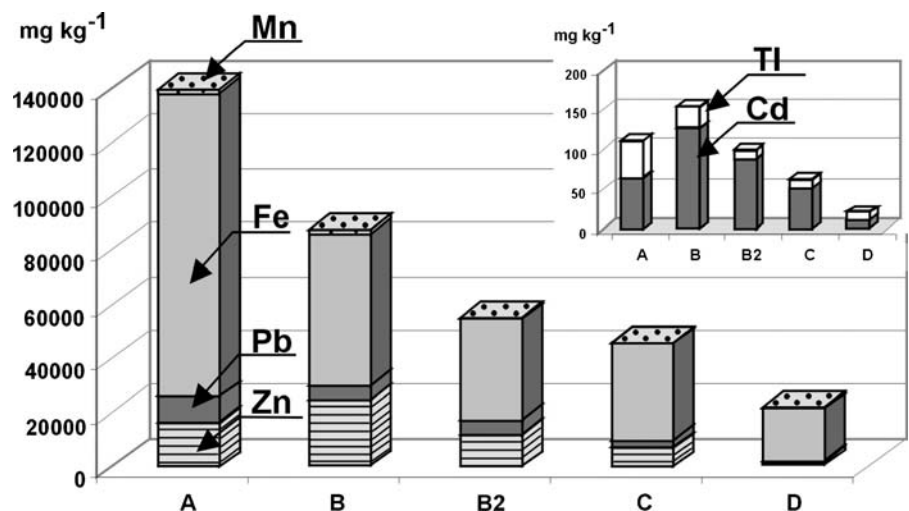 mg kg⁻¹
Mn
140000
120000
100000
80000
60000
40000
20000
0
Fe
Pb
Zn
A
B
B2
C
D
mg kg⁻¹
Tl
Cd
200
150
100
50
0
A
B
B2
C
D